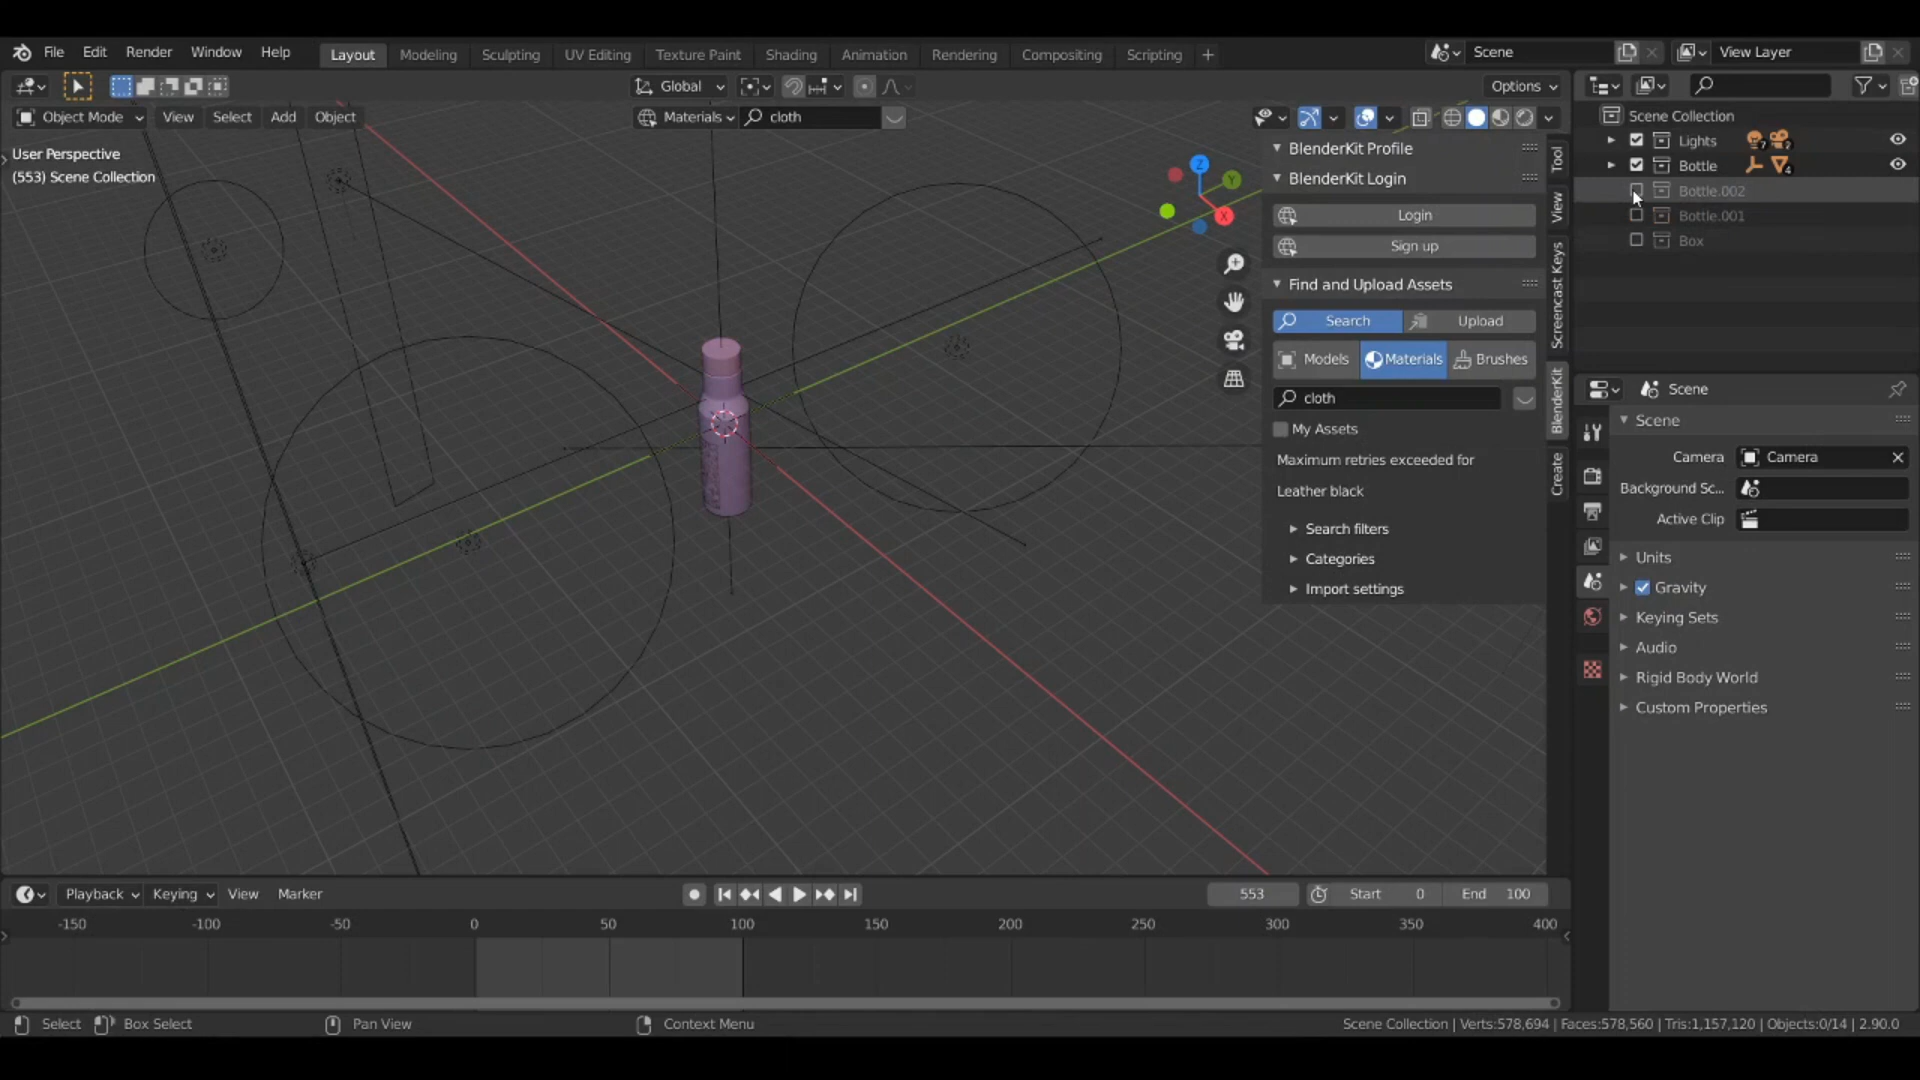 File Edit Render Window Help Layout Modeling Sculpting UV Editing Texture Paint Shading Animation Rendering Compositing Scripting + Scene View Layer
Global Options
Object Mode View Select Add Object Materials cloth
User Perspective
(553) Scene Collection
Z
Y
X
BlenderKit Profile
BlenderKit Login
Login
Sign up
Find and Upload Assets
Search Upload
Models Materials Brushes
cloth
My Assets
Maximum retries exceeded for
Leather black
Search filters
Categories
Import settings
Tool
View
Screencast Keys
BlenderKit
Create
Scene Collection
Lights 7 2
Bottle 4
Bottle.002
Bottle.001
Box
Scene
Scene
Camera Camera
Background Sc...
Active Clip
Units
Gravity
Keying Sets
Audio
Rigid Body World
Custom Properties
Playback Keying View Marker 553 Start 0 End 100
-150 -100 -50 0 50 100 150 200 250 300 350 400
Select Box Select Pan View Context Menu Scene Collection | Verts:578,694 | Faces:578,560 | Tris:1,157,120 | Objects:0/14 | 2.90.0